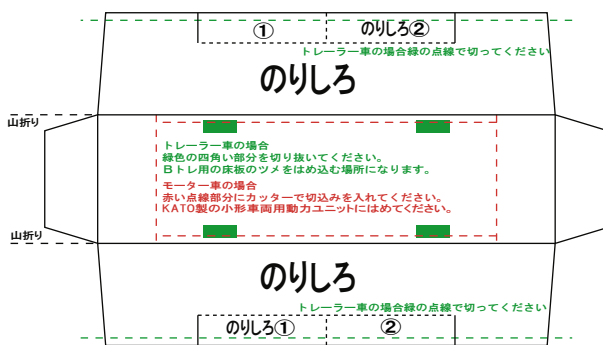 ① のりしろ②
トレーラー車の場合緑の点線で切ってください
のりしろ
山折り
トレーラー車の場合
緑色の四角い部分を切り抜いてください。
Bトレ用の床板のツメをはめ込む場所になります。
モーター車の場合
赤い点線部分にカッターで切込みを入れてください。
KATO製の小形車両用動力ユニットにはめてください。
山折り
のりしろ
トレーラー車の場合緑の点線で切ってください
のりしろ① ②